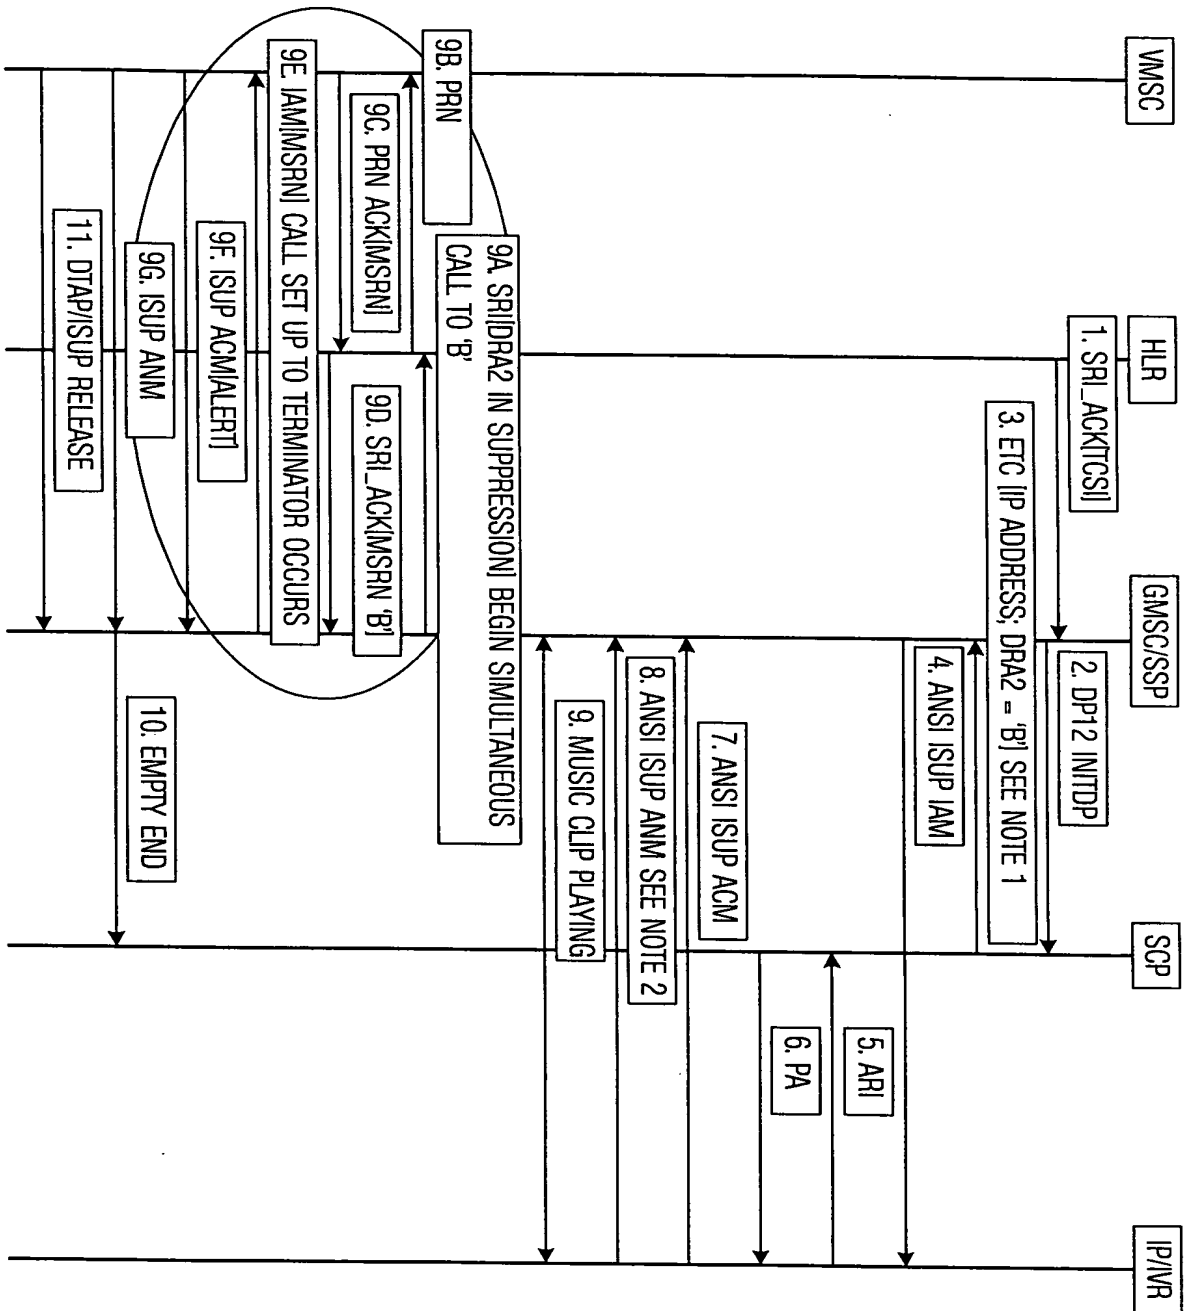 VMSC
HLR
GMSC/SSP
SCP
IP/IVR
1. SRI_ACK[TCSI]
2. DP12 INITDP
3. ETC [IP ADDRESS; DRA2 = 'B'] SEE NOTE 1
4. ANSI ISUP IAM
5. ARI
6. PA
7. ANSI ISUP ACM
8. ANSI ISUP ANM SEE NOTE 2
9. MUSIC CLIP PLAYING
9A. SRI[DRA2 IN SUPPRESSION] BEGIN SIMULTANEOUS
CALL TO 'B'
9B. PRN
9C. PRN ACK[MSRN]
9D. SRI_ACK[MSRN 'B']
9E. IAM[MSRN] CALL SET UP TO TERMINATOR OCCURS
9F. ISUP ACM[ALERT]
9G. ISUP ANM
10. EMPTY END
11. DTAP/ISUP RELEASE